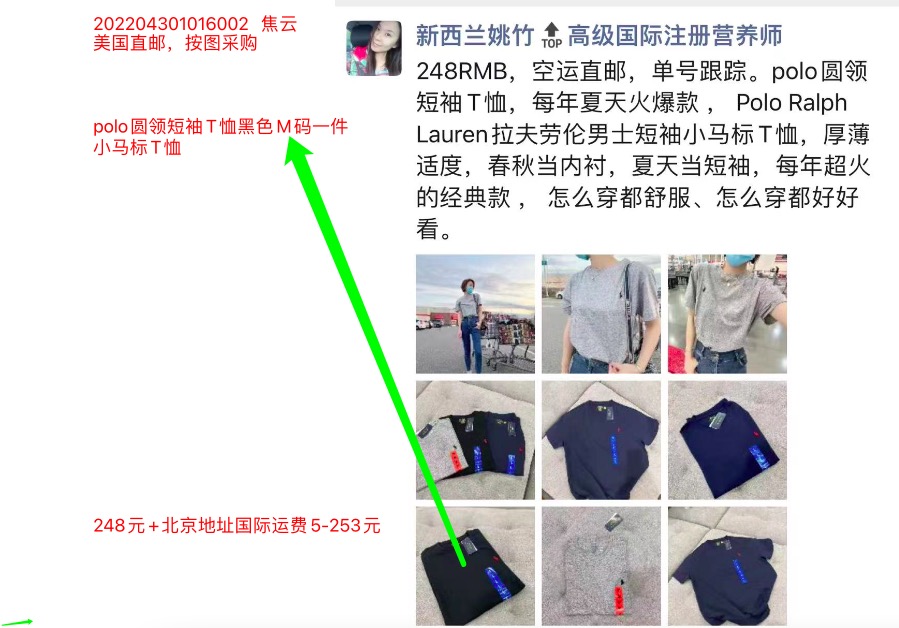 202204301016002 焦云
美国直邮，按图采购
polo圆领短袖T恤黑色M码一件
小马标T恤
248元+北京地址国际运费5-253元
新西兰姚竹 TOP 高级国际注册营养师
248RMB，空运直邮，单号跟踪。polo圆领
短袖T恤，每年夏天火爆款 ， Polo Ralph
Lauren拉夫劳伦男士短袖小马标T恤，厚薄
适度，春秋当内衬，夏天当短袖，每年超火
的经典款 ， 怎么穿都舒服、怎么穿都好好
看。